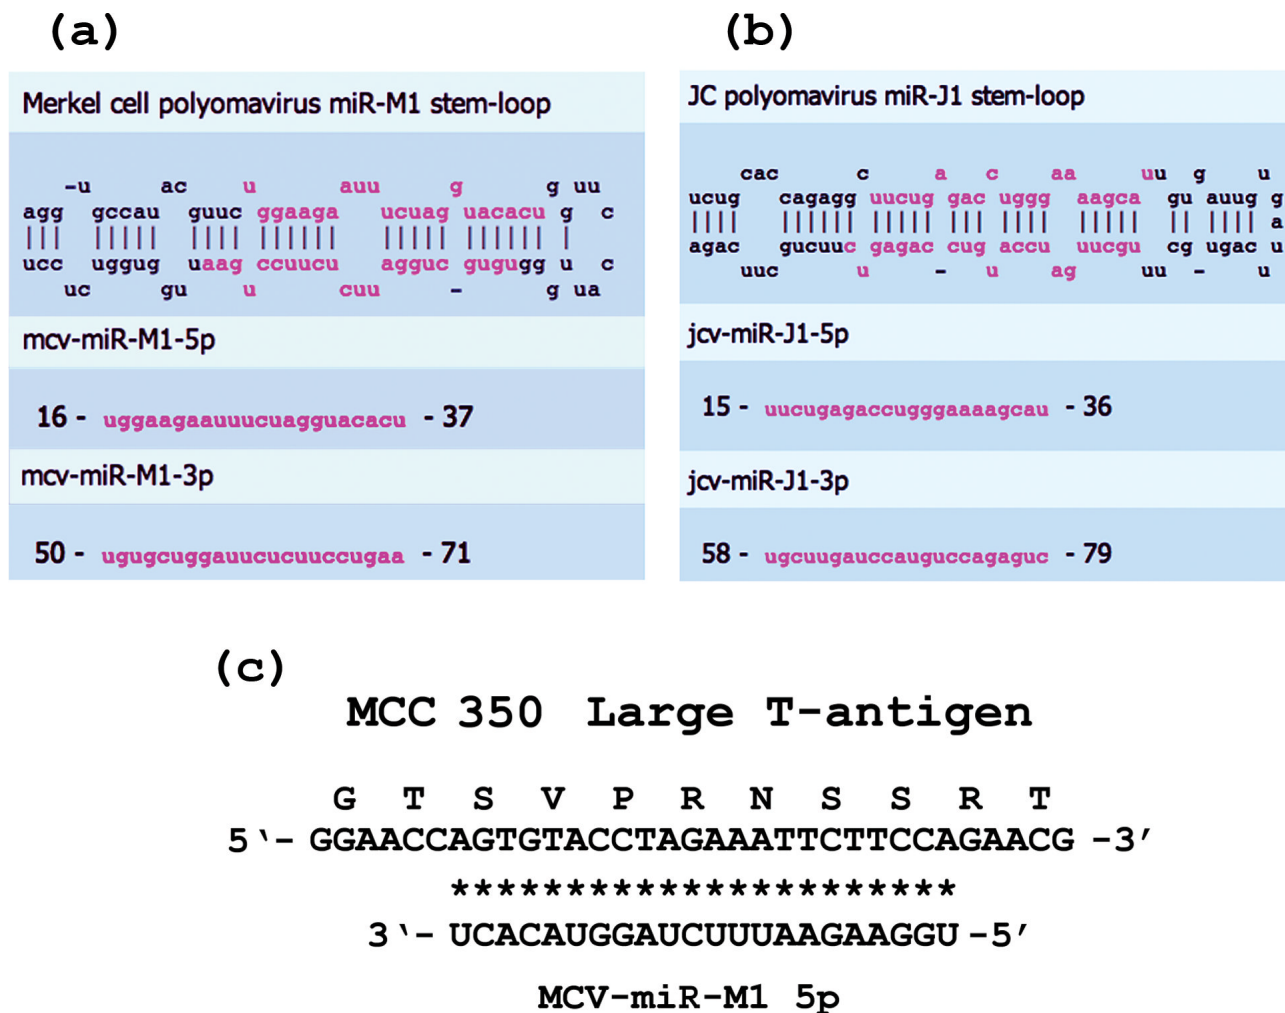 (a)
Merkel cell polyomavirus miR-M1 stem-loop
-u ac u auu g g uu
agg gccau guuc ggaaga ucuag uacacu g c
||| ||||| |||| |||||| ||||| |||||| |
ucc uggug uaag ccuucu agguc gugugg u c
uc gu u cuu - g ua
mcv-miR-M1-5p
16 - uggaagaauuucuagguacacu - 37
mcv-miR-M1-3p
50 - ugugcuggauucucuuccugaa - 71
(b)
JC polyomavirus miR-J1 stem-loop
cac c a c aa uu g u
ucug cagagg uucug gac uggg aagca gu auug g
|||| |||||| ||||| ||| |||| ||||| || |||| a
agac gucuuc gagac cug accu uucgu cg ugac u
uuc u - u ag uu - u
jcv-miR-J1-5p
15 - uucugagaccugggaaaagcau - 36
jcv-miR-J1-3p
58 - ugcuugauccauguccagaguc - 79
(c)
MCC 350 Large T-antigen
G T S V P R N S S R T
5‘- GGAACCAGTGTACCTAGAAATTCTTCCAGAACG -3’
**********************
3‘- UCACAUGGAUCUUUAAGAAGGU -5’
MCV-miR-M1 5p